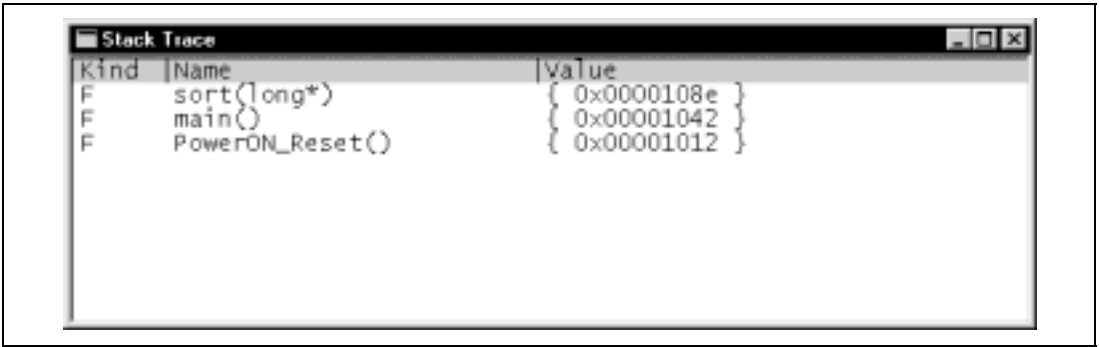 Stack Trace
Kind |Name |Value
F sort(long*) { 0x0000108e }
F main() { 0x00001042 }
F PowerON_Reset() { 0x00001012 }